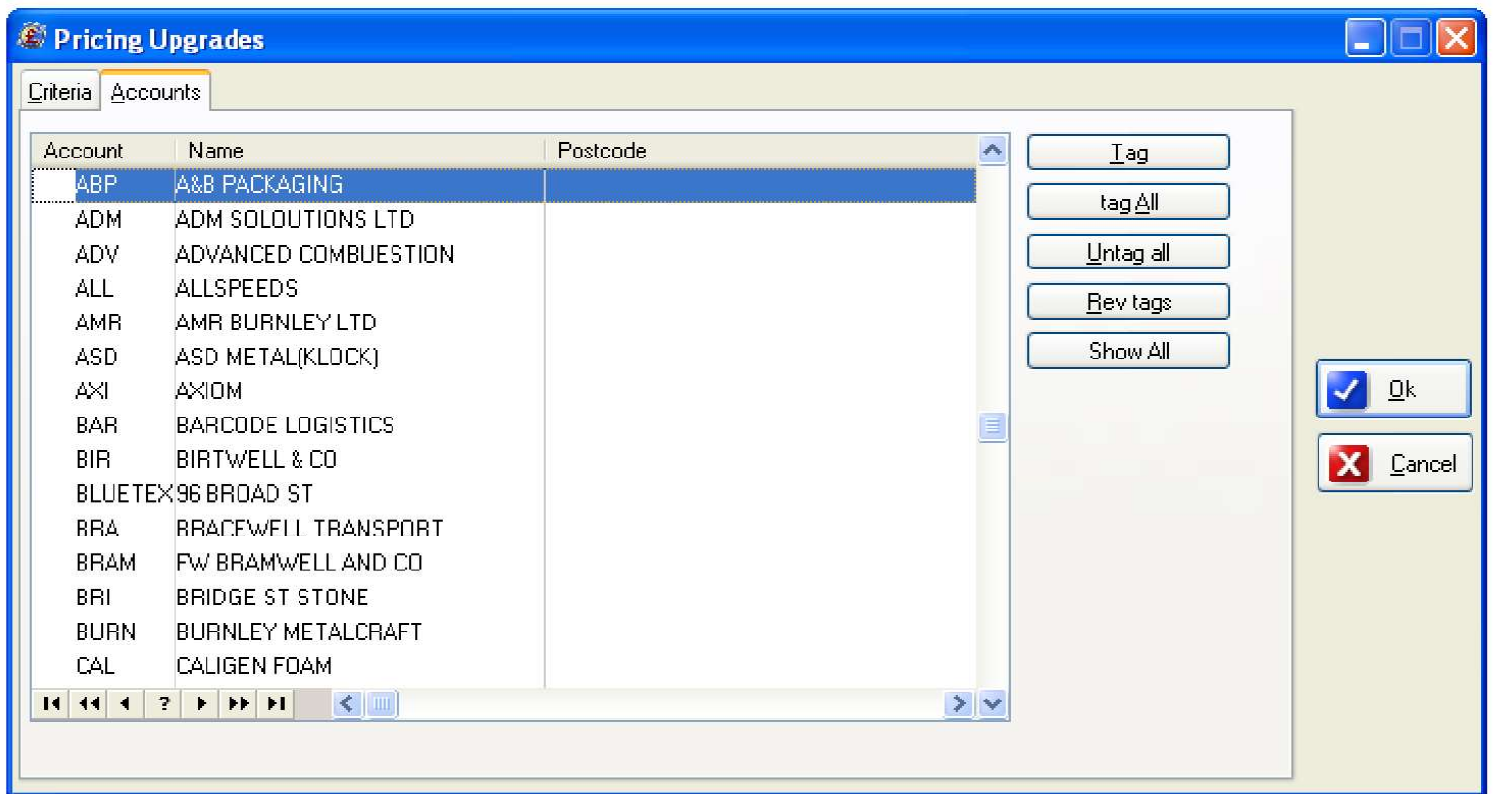 Pricing Upgrades
Criteria Accounts
Account Name Postcode
ABP A&B PACKAGING
ADM ADM SOLOUTIONS LTD
ADV ADVANCED COMBUESTION
ALL ALLSPEEDS
AMR AMR BURNLEY LTD
ASD ASD METAL(KLOCK)
AXI AXIOM
BAR BARCODE LOGISTICS
BIR BIRTWELL & CO
BLUETEX 96 BROAD ST
BRA BRACEWELL TRANSPORT
BRAM FW BRAMWELL AND CO
BRI BRIDGE ST STONE
BURN BURNLEY METALCRAFT
CAL CALIGEN FOAM
?
Tag
tag All
Untag all
Rev tags
Show All
Ok
Cancel